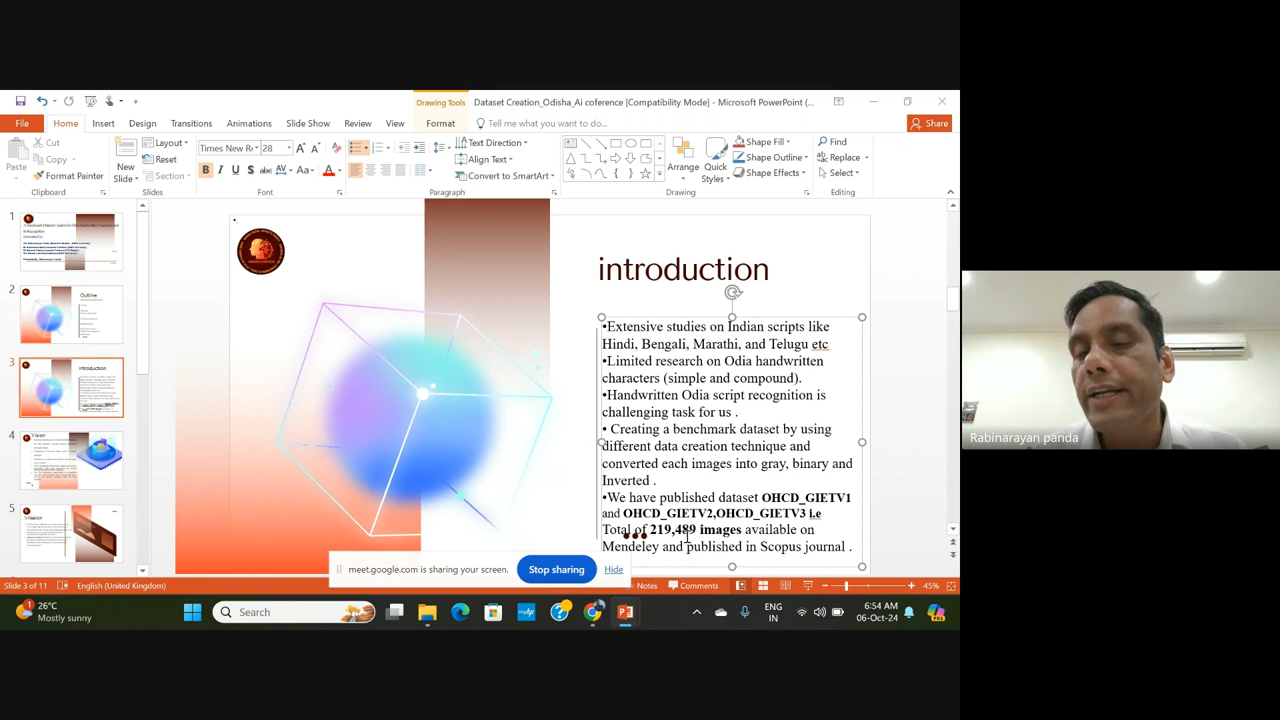 Drawing Tools
Dataset Creation_Odisha_Ai coference [Compatibility Mode] - Microsoft PowerPoint (...
File Home Insert Design Transitions Animations Slide Show Review View Format Tell me what you want to do... Share
Paste Cut Copy Format Painter
New Slide Layout Reset Section
Times New R 28
B I U S abc AV Aa A
Text Direction
Align Text
Convert to SmartArt
Arrange Quick Styles
Shape Fill
Shape Outline
Shape Effects
Find
Replace
Select
Clipboard Slides Font Paragraph Drawing Editing
1
2
Outline
3
introduction
4
Vision
5
Mission
introduction
•Extensive studies on Indian scripts like
Hindi, Bengali, Marathi, and Telugu etc
•Limited research on Odia handwritten
characters (simple and compound).
•Handwritten Odia script recognition is
challenging task for us .
• Creating a benchmark dataset by using
different data creation technique and
converted each images into gray, binary and
Inverted .
•We have published dataset OHCD_GIETV1
and OHCD_GIETV2,OHCD_GIETV3 i.e
Total of 219,489 images available on
Mendeley and published in Scopus journal .
meet.google.com is sharing your screen. Stop sharing Hide
Slide 3 of 11 English (United Kingdom) Notes Comments 45%
1 26°C
Mostly sunny
Search
ENG
IN
6:54 AM
06-Oct-24
Rabinarayan panda